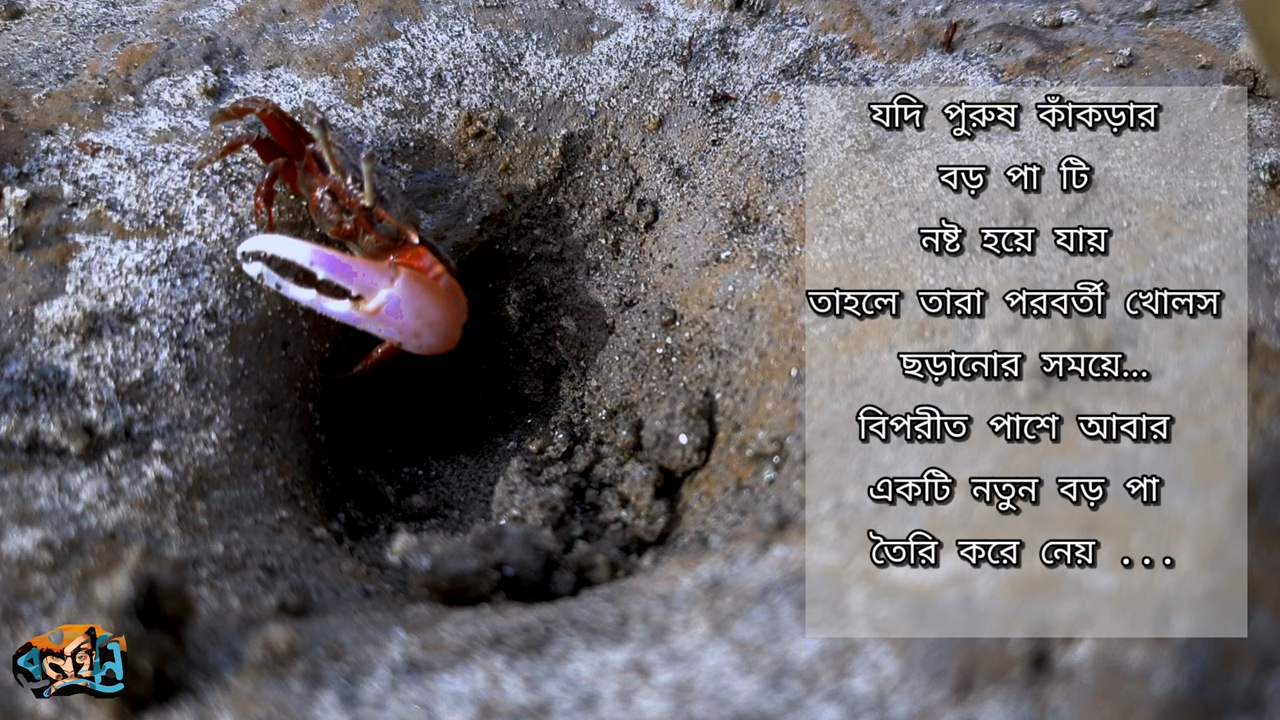 যদি পুরুষ কাঁকড়ার
বড় পা টি
নষ্ট হয়ে যায়
তাহলে তারা পরবর্তী খোলস
ছড়ানোর সময়ে...
বিপরীত পাশে আবার
একটি নতুন বড় পা
তৈরি করে নেয় ...